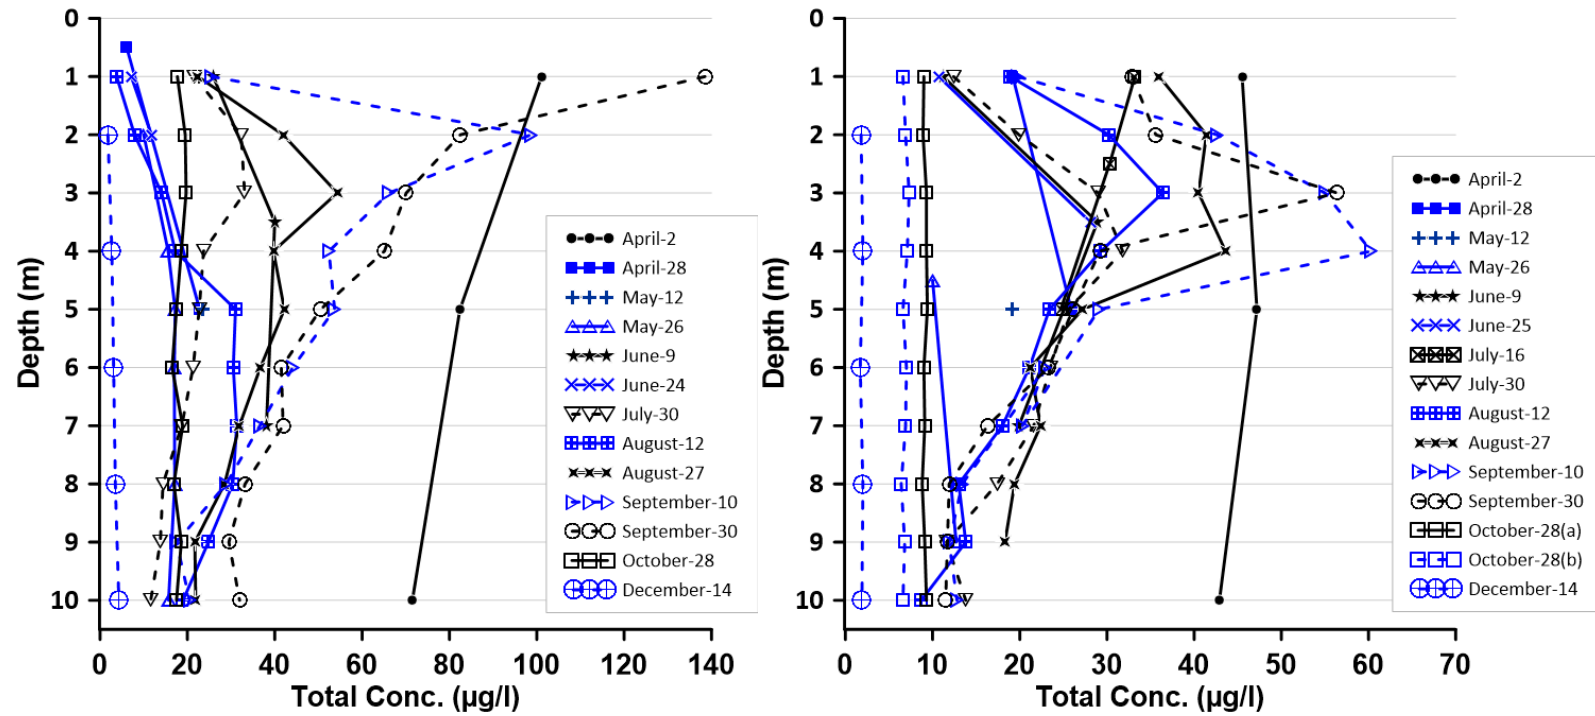 0
1
2
3
4
5
6
7
8
9
10
Depth (m)
0 20 40 60 80 100 120 140
Total Conc. (µg/l)
April-2
April-28
May-12
May-26
June-9
June-24
July-30
August-12
August-27
September-10
September-30
October-28
December-14
0
1
2
3
4
5
6
7
8
9
10
Depth (m)
0 10 20 30 40 50 60 70
Total Conc. (µg/l)
April-2
April-28
May-12
May-26
June-9
June-25
July-16
July-30
August-12
August-27
September-10
September-30
October-28(a)
October-28(b)
December-14